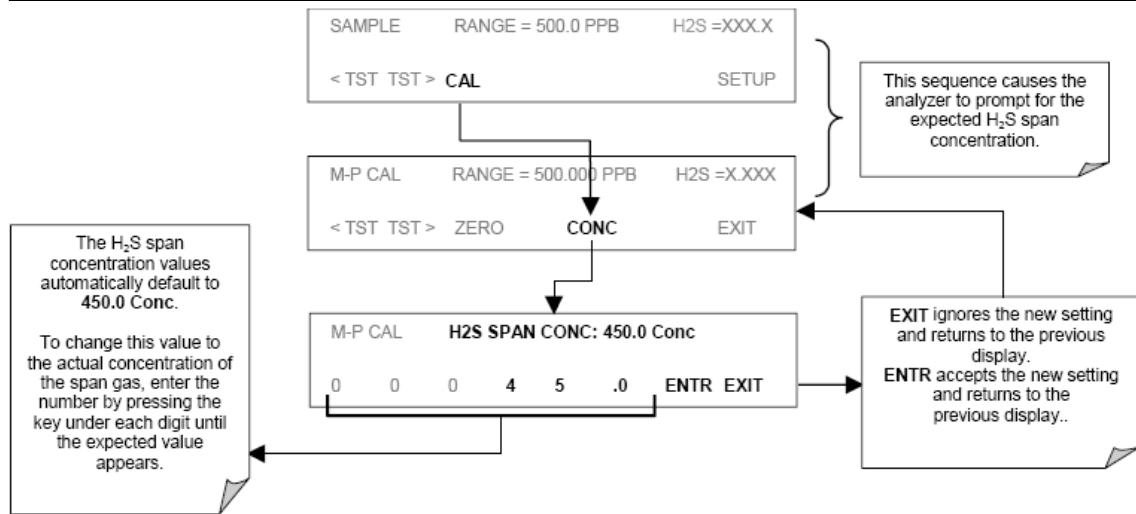 SAMPLE RANGE = 500.0 PPB H2S =XXX.X
< TST TST > CAL SETUP
This sequence causes the
analyzer to prompt for the
expected H₂S span
concentration.
M-P CAL RANGE = 500.000 PPB H2S =X.XXX
< TST TST > ZERO CONC EXIT
The H₂S span
concentration values
automatically default to
450.0 Conc.
To change this value to
the actual concentration of
the span gas, enter the
number by pressing the
key under each digit until
the expected value
appears.
M-P CAL H2S SPAN CONC: 450.0 Conc
0 0 0 4 5 .0 ENTR EXIT
EXIT ignores the new setting
and returns to the previous
display.
ENTR accepts the new setting
and returns to the
previous display..